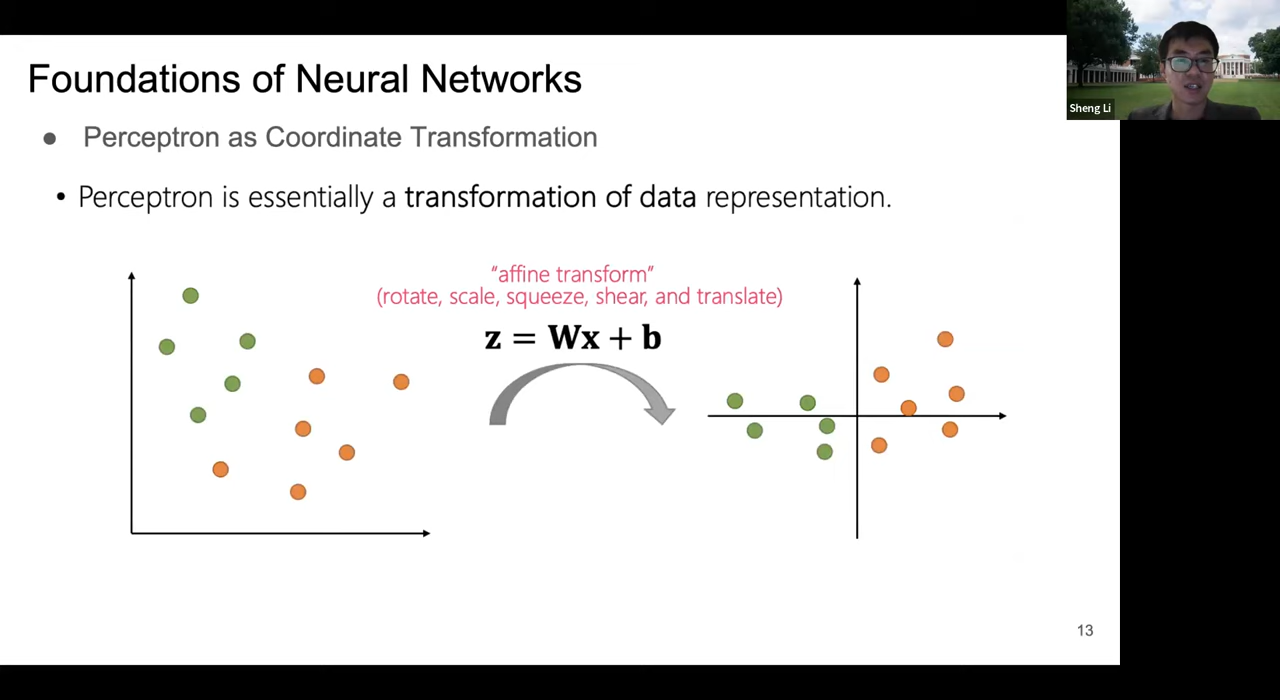 Foundations of Neural Networks
Sheng Li
● Perceptron as Coordinate Transformation
• Perceptron is essentially a transformation of data representation.
“affine transform”
(rotate, scale, squeeze, shear, and translate)
z = Wx + b
13